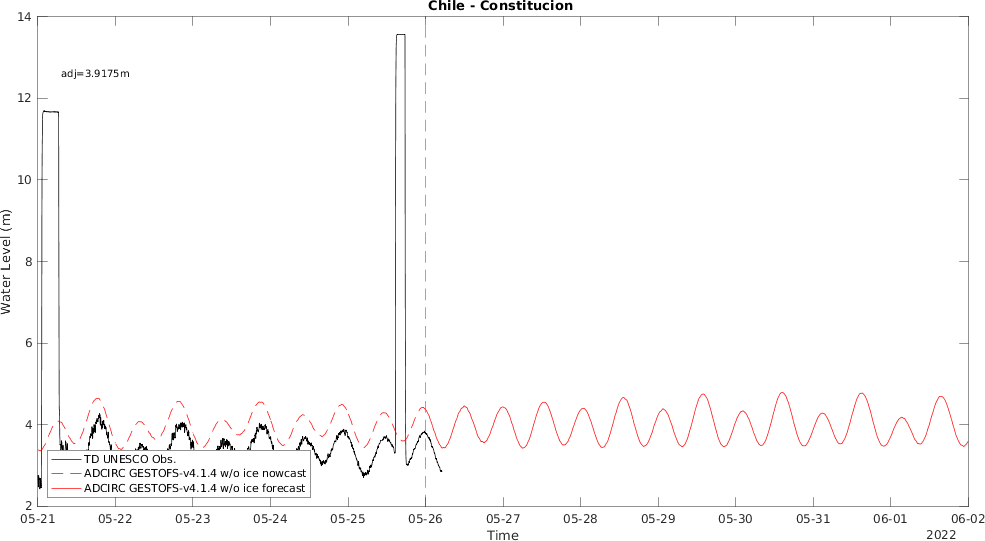 Chile - Constitucion
14
12
10
8
6
4
2
adj=3.9175m
Water Level (m)
TD UNESCO Obs.
ADCIRC GESTOFS-v4.1.4 w/o ice nowcast
ADCIRC GESTOFS-v4.1.4 w/o ice forecast
05-21 05-22 05-23 05-24 05-25 05-26 05-27 05-28 05-29 05-30 05-31 06-01 06-02
Time
2022